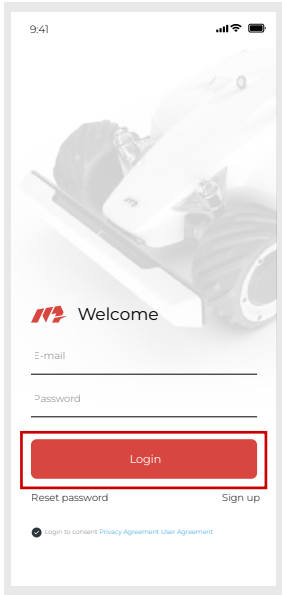 9:41
Welcome
E-mail
Password
Login
Reset password Sign up
Login to consent Privacy Agreement User Agreement